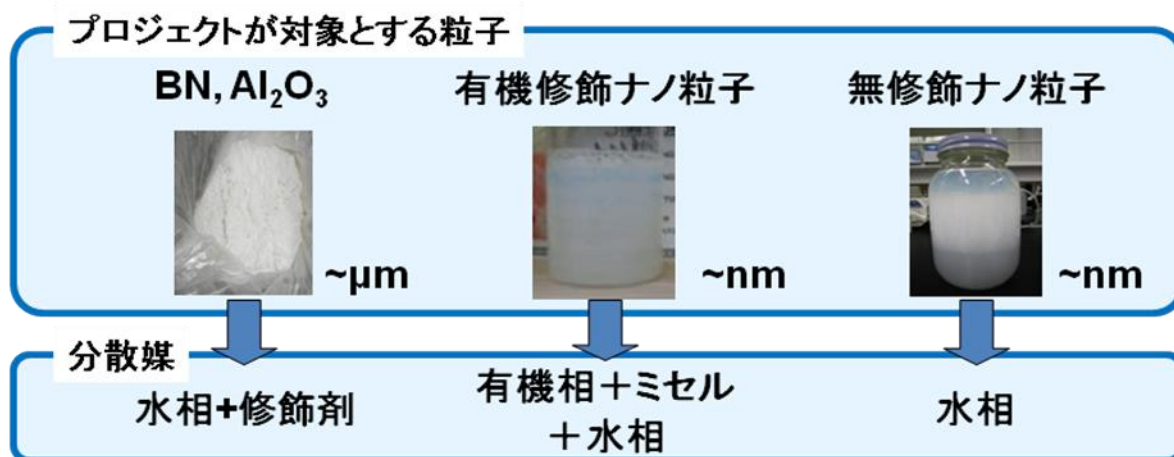 プロジェクトが対象とする粒子
BN, Al₂O₃
有機修飾ナノ粒子
無修飾ナノ粒子
~μm
~nm
~nm
分散媒
水相+修飾剤
有機相＋ミセル
＋水相
水相